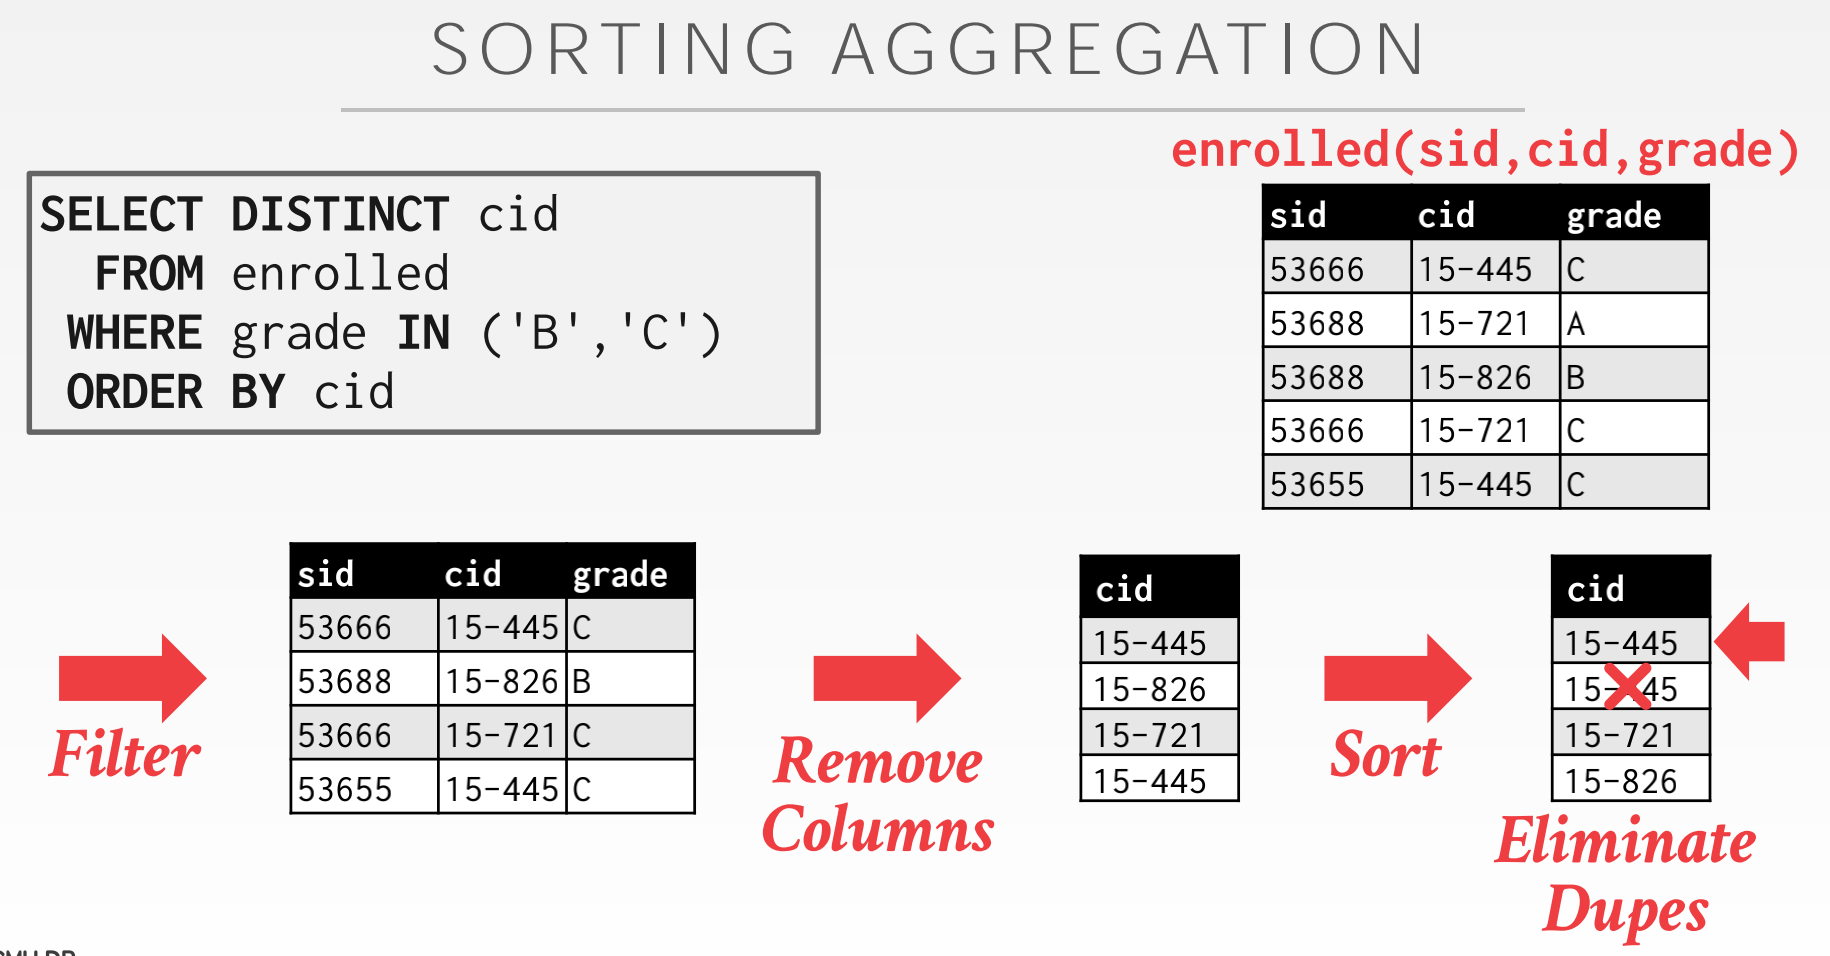 SORTING AGGREGATION
enrolled(sid,cid,grade)
SELECT DISTINCT cid
FROM enrolled
WHERE grade IN ('B','C')
ORDER BY cid
sid cid grade
53666 15-445 C
53688 15-721 A
53688 15-826 B
53666 15-721 C
53655 15-445 C
Filter
sid cid grade
53666 15-445 C
53688 15-826 B
53666 15-721 C
53655 15-445 C
Remove
Columns
cid
15-445
15-826
15-721
15-445
Sort
cid
15-445
15-445
15-721
15-826
Eliminate
Dupes